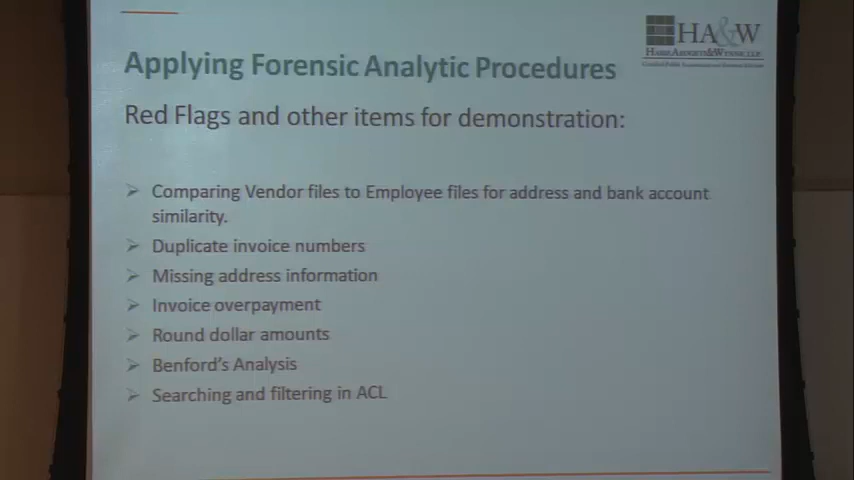 HA&W
Applying Forensic Analytic Procedures
Red Flags and other items for demonstration:
Comparing Vendor files to Employee files for address and bank account
similarity.
Duplicate invoice numbers
Missing address information
Invoice overpayment
Round dollar amounts
Benford's Analysis
Searching and filtering in ACL